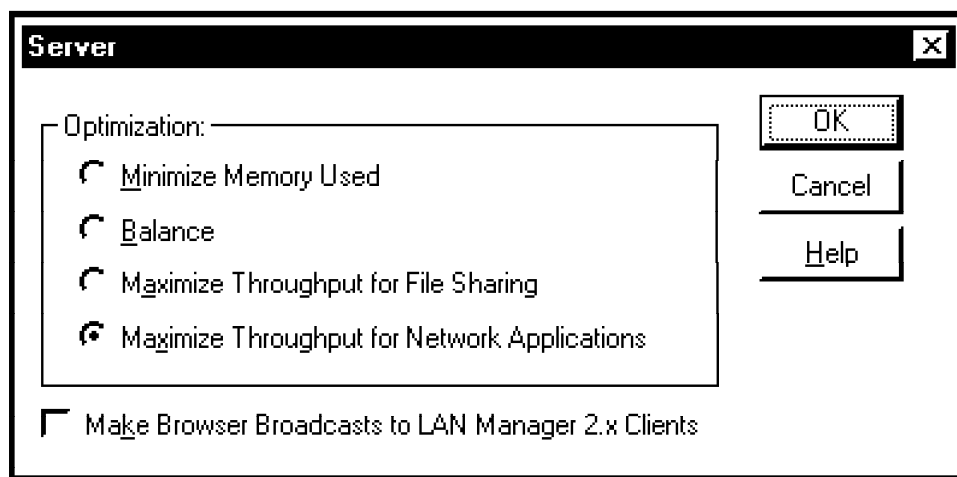 Server
Optimization:
Minimize Memory Used
Balance
Maximize Throughput for File Sharing
Maximize Throughput for Network Applications
Make Browser Broadcasts to LAN Manager 2.x Clients
OK
Cancel
Help